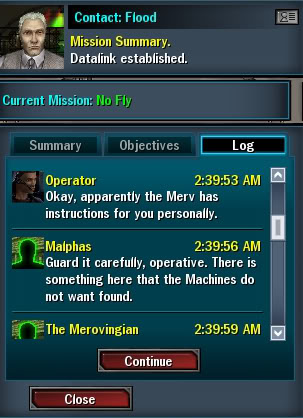 Contact: Flood
Mission Summary.
Datalink established.
Current Mission: No Fly
Summary Objectives Log
Operator 2:39:53 AM
Okay, apparently the Merv has
instructions for you personally.
Malphas 2:39:56 AM
Guard it carefully, operative. There is
something here that the Machines do
not want found.
The Merovingian 2:39:59 AM
Continue
Close